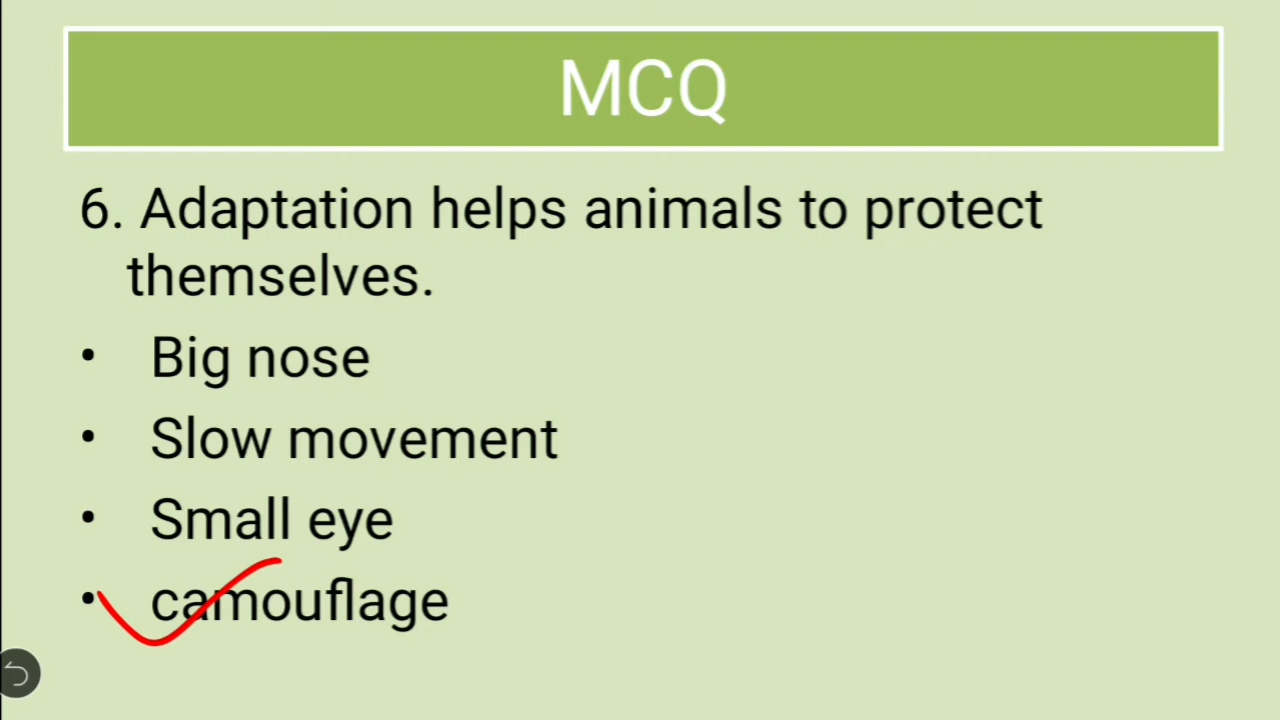 MCQ
6. Adaptation helps animals to protect
themselves.
• Big nose
• Slow movement
• Small eye
• camouflage